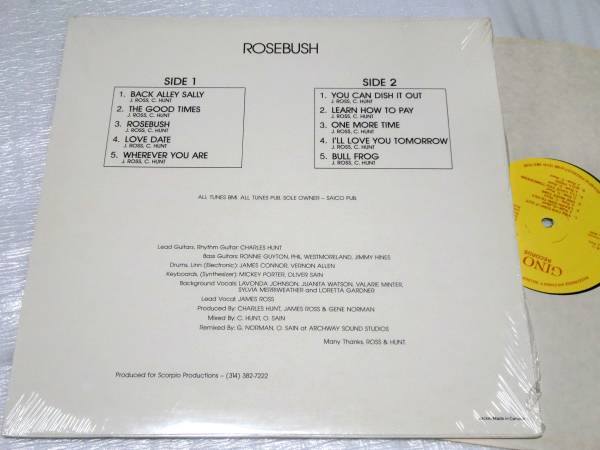 ROSEBUSH
SIDE 1
1. BACK ALLEY SALLY
J. ROSS, C. HUNT
2. THE GOOD TIMES
J. ROSS, C. HUNT
3. ROSEBUSH
J. ROSS, C. HUNT
4. LOVE DATE
J. ROSS, C. HUNT
5. WHEREVER YOU ARE
J. ROSS, C. HUNT
SIDE 2
1. YOU CAN DISH IT OUT
J. ROSS, C. HUNT
2. LEARN HOW TO PAY
J. ROSS, C. HUNT
3. ONE MORE TIME
J. ROSS, C. HUNT
4. I'LL LOVE YOU TOMORROW
J. ROSS, C. HUNT
5. BULL FROG
J. ROSS, C. HUNT
ALL TUNES BMI. ALL TUNES PUB. SOLE OWNER – SAICO PUB.
Lead Guitars, Rhythm Guitar: CHARLES HUNT
Bass Guitars: RONNIE GUYTON, PHIL WESTMORELAND, JIMMY HINES
Drums, Linn (Electronic): JAMES CONNOR, VERNON ALLEN
Keyboards, (Synthesizer): MICKEY PORTER, OLIVER SAIN
Background Vocals: LAVONDA JOHNSON, JUANITA WATSON, VALARIE MINTER,
SYLVIA MERRIWEATHER and LORETTA GARDNER
Lead Vocal: JAMES ROSS
Produced By: CHARLES HUNT, JAMES ROSS & GENE NORMAN
Mixed By: C. HUNT, O. SAIN
Remixed By: G. NORMAN, O. SAIN at ARCHWAY SOUND STUDIOS
Many Thanks, ROSS & HUNT.
Produced for Scorpio Productions – (314) 382-7222
Made in Canada
GINO
RECORDS